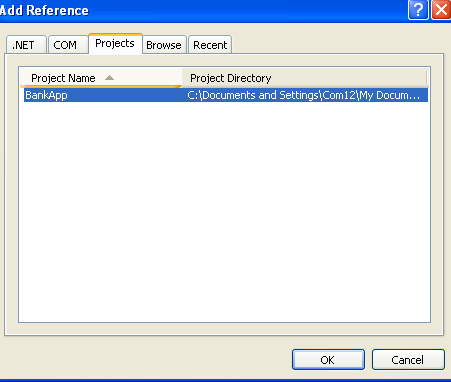 Add Reference
.NET COM Projects Browse Recent
Project Name Project Directory
BankApp C:\Documents and Settings\Com12\My Docum...
OK Cancel